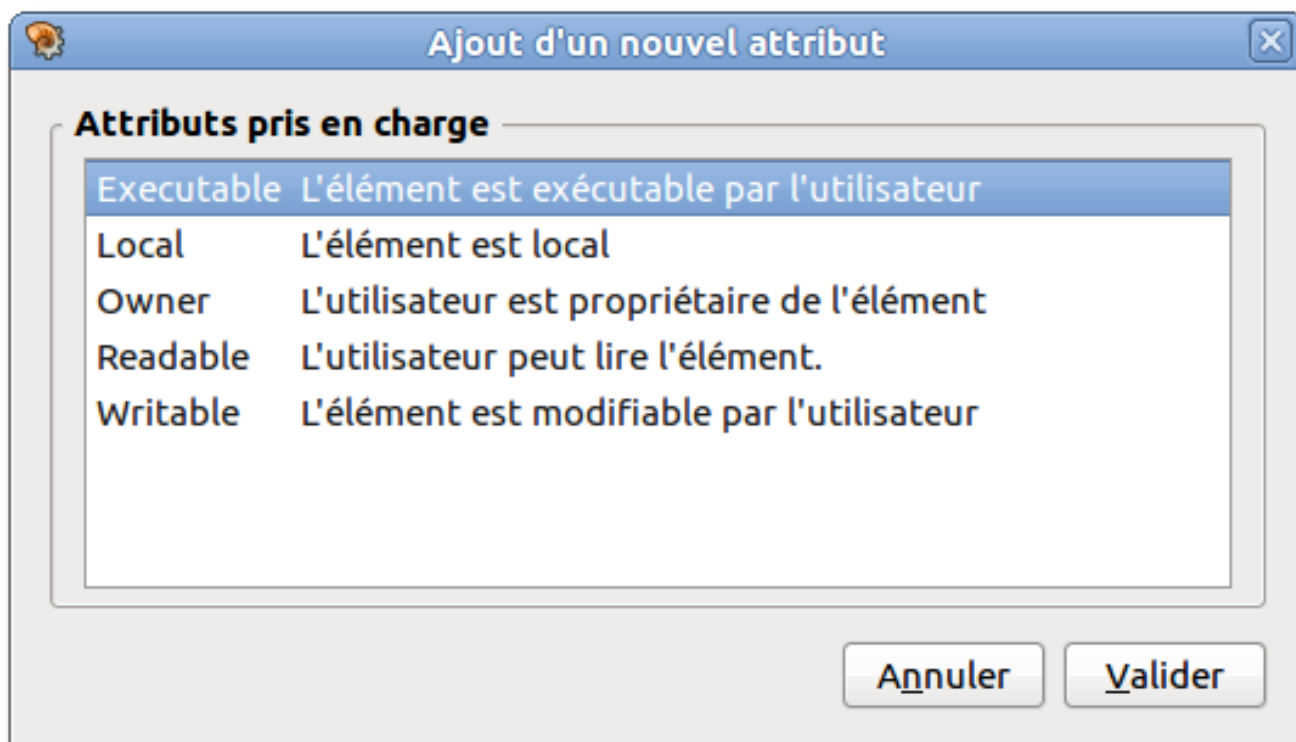 Ajout d'un nouvel attribut
Attributs pris en charge
Executable L'élément est exécutable par l'utilisateur
Local L'élément est local
Owner L'utilisateur est propriétaire de l'élément
Readable L'utilisateur peut lire l'élément.
Writable L'élément est modifiable par l'utilisateur
Annuler Valider